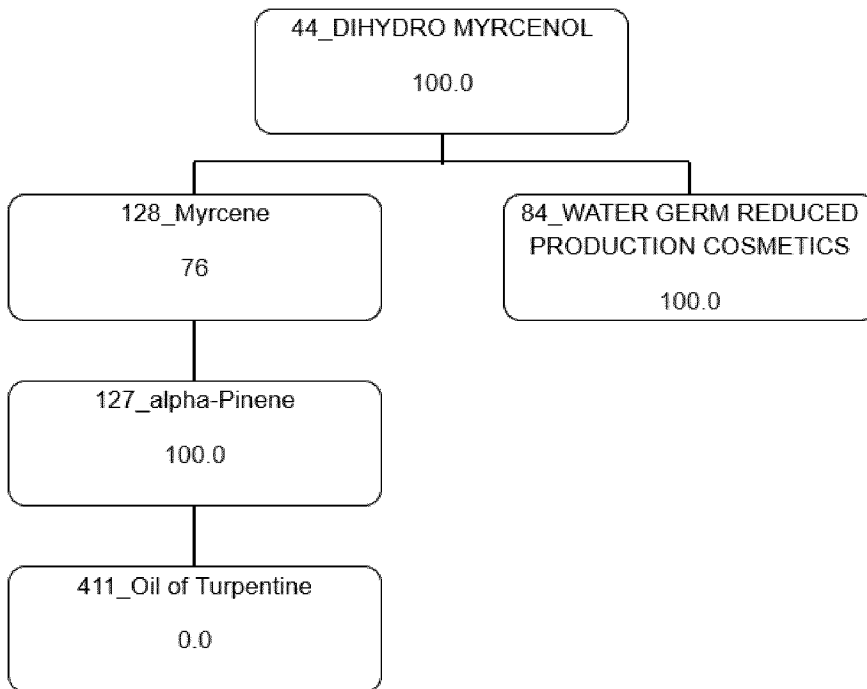 44_DIHYDRO MYRCENOL
100.0
128_Myrcene
76
84_WATER GERM REDUCED
PRODUCTION COSMETICS
100.0
127_alpha-Pinene
100.0
411_Oil of Turpentine
0.0